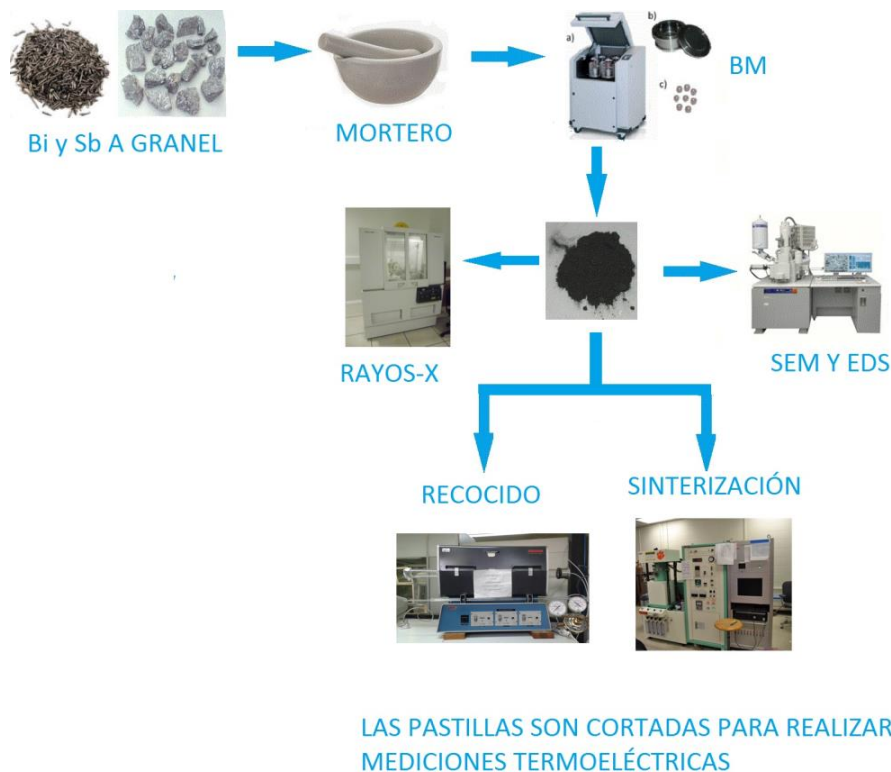 a)
b)
c)
BM
Bi y Sb A GRANEL
MORTERO
RAYOS-X
SEM Y EDS
RECOCIDO
SINTERIZACIÓN
LAS PASTILLAS SON CORTADAS PARA REALIZAR
MEDICIONES TERMOELÉCTRICAS